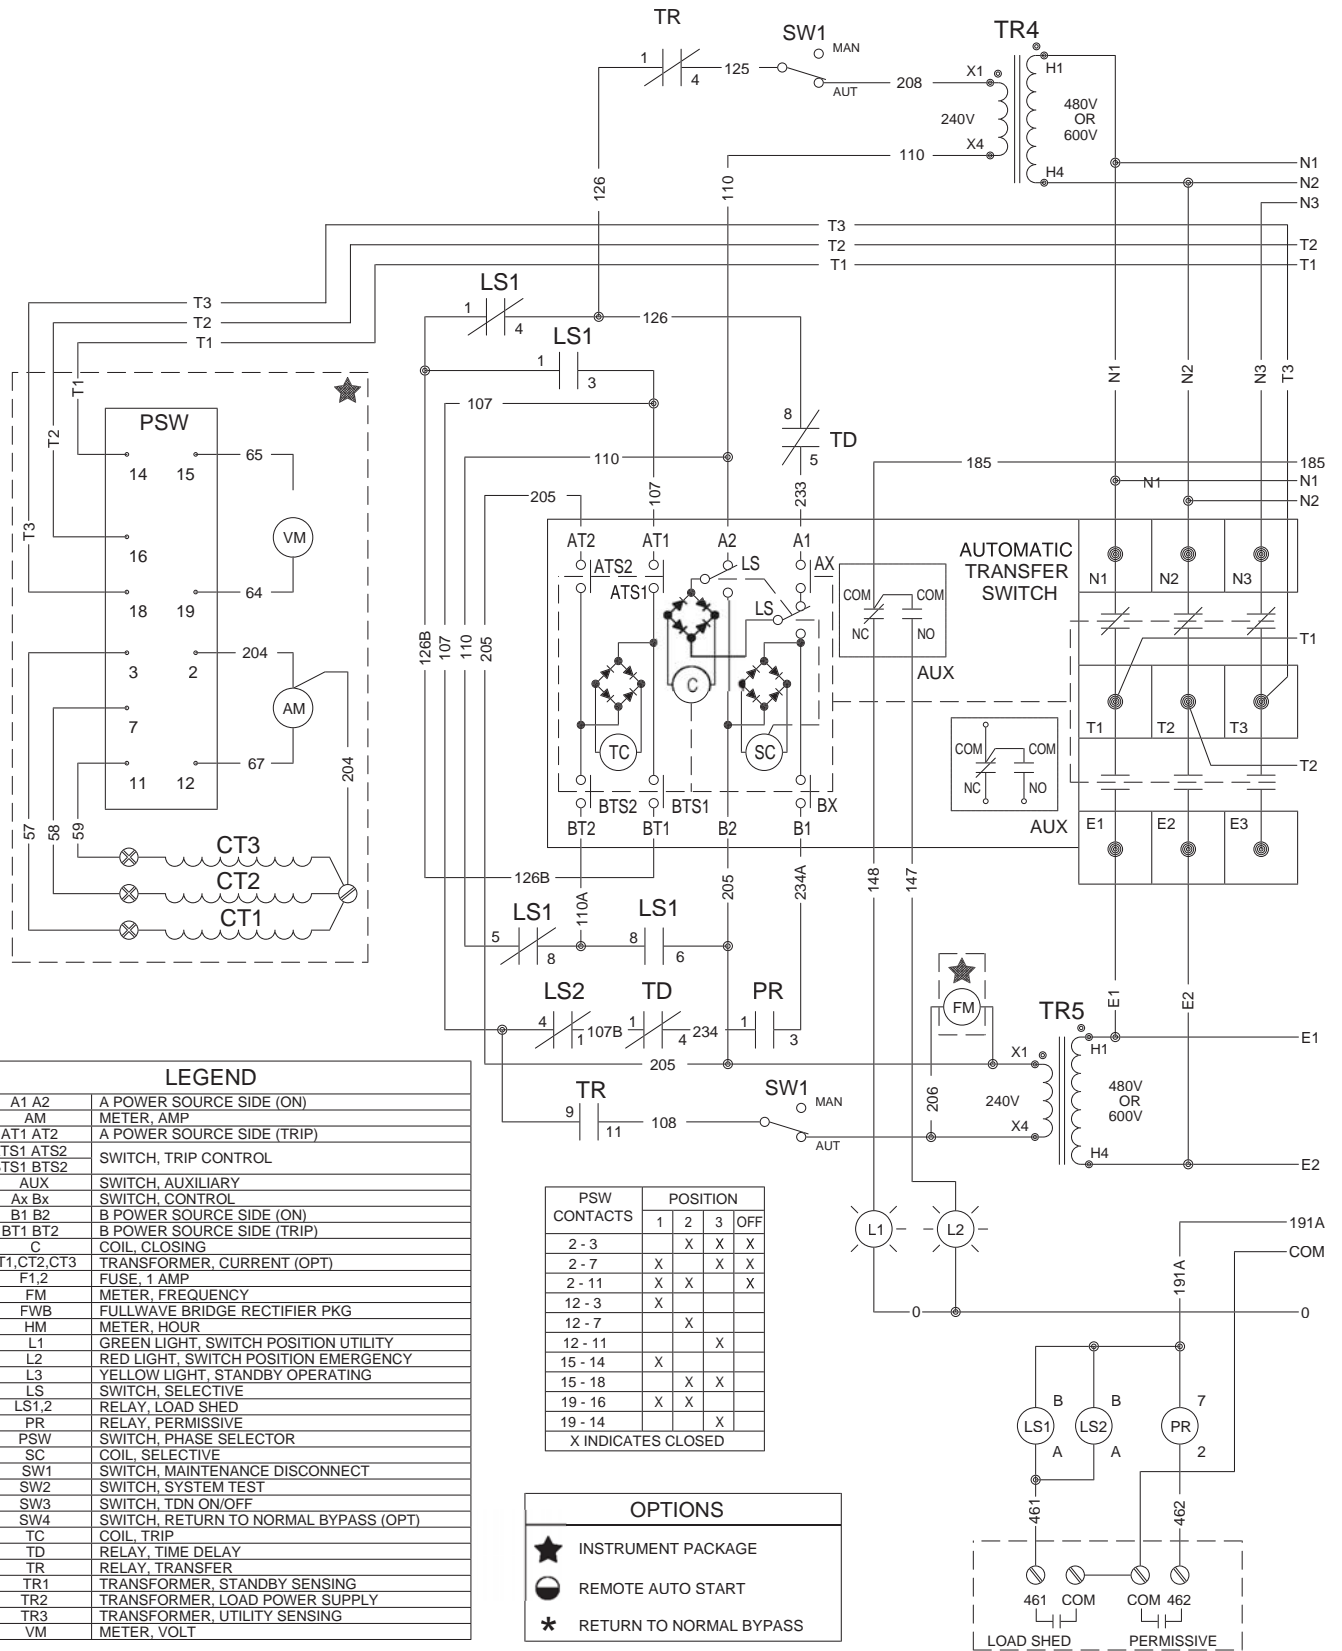 TR
SW1
MAN
AUT
TR4
1
4
125
208
X1
H1
240V
480V
OR
600V
X4
H4
110
126
110
N1
N2
N3
T3
T2
T1
T2
T1
T3
T2
T1
LS1
1
4
126
LS1
1
3
107
8
TD
5
110
107
233
205
185
185
N1
N1
N2
N1
N2
N3
T3
T1
T2
T3
PSW
14 15
65
16
VM
18 19
64
3 2
204
7
AM
11 12
67
204
57
58
59
CT3
CT2
CT1
126B
107
110
205
AT2 AT1 A2 A1
ATS2
ATS1
LS
AX
LS
C
TC
SC
BTS2
BTS1
BX
BT2 BT1 B2 B1
COM
COM
NC
NO
AUX
AUTOMATIC
TRANSFER
SWITCH
N1 N2 N3
T1
T1 T2 T3
T2
COM
COM
NC
NO
AUX
E1 E2 E3
126B
110A
205
234A
148
147
LS1
5
8
LS1
8
6
LS2
4
1
107B
TD
1
4
234
PR
1
3
205
FM
206
TR5
X1
H1
240V
480V
OR
600V
X4
H4
E1
E2
E1
E2
TR
9
11
108
SW1
MAN
AUT
LEGEND
A1 A2 A POWER SOURCE SIDE (ON)
AM METER, AMP
AT1 AT2 A POWER SOURCE SIDE (TRIP)
TS1 ATS2
TS1 BTS2 SWITCH, TRIP CONTROL
AUX SWITCH, AUXILIARY
Ax Bx SWITCH, CONTROL
B1 B2 B POWER SOURCE SIDE (ON)
BT1 BT2 B POWER SOURCE SIDE (TRIP)
C COIL, CLOSING
T1,CT2,CT3 TRANSFORMER, CURRENT (OPT)
F1,2 FUSE, 1 AMP
FM METER, FREQUENCY
FWB FULLWAVE BRIDGE RECTIFIER PKG
HM METER, HOUR
L1 GREEN LIGHT, SWITCH POSITION UTILITY
L2 RED LIGHT, SWITCH POSITION EMERGENCY
L3 YELLOW LIGHT, STANDBY OPERATING
LS SWITCH, SELECTIVE
LS1,2 RELAY, LOAD SHED
PR RELAY, PERMISSIVE
PSW SWITCH, PHASE SELECTOR
SC COIL, SELECTIVE
SW1 SWITCH, MAINTENANCE DISCONNECT
SW2 SWITCH, SYSTEM TEST
SW3 SWITCH, TDN ON/OFF
SW4 SWITCH, RETURN TO NORMAL BYPASS (OPT)
TC COIL, TRIP
TD RELAY, TIME DELAY
TR RELAY, TRANSFER
TR1 TRANSFORMER, STANDBY SENSING
TR2 TRANSFORMER, LOAD POWER SUPPLY
TR3 TRANSFORMER, UTILITY SENSING
VM METER, VOLT
PSW CONTACTS POSITION
1 2 3 OFF
2 - 3 X X X
2 - 7 X X X
2 - 11 X X X
12 - 3 X
12 - 7 X
12 - 11 X
15 - 14 X
15 - 18 X X
19 - 16 X X
19 - 14 X
X INDICATES CLOSED
OPTIONS
INSTRUMENT PACKAGE
REMOTE AUTO START
* RETURN TO NORMAL BYPASS
L1
L2
0
0
191A
COM
191A
B B 7
LS1 LS2 PR
A A 2
461
462
461 COM COM 462
LOAD SHED PERMISSIVE